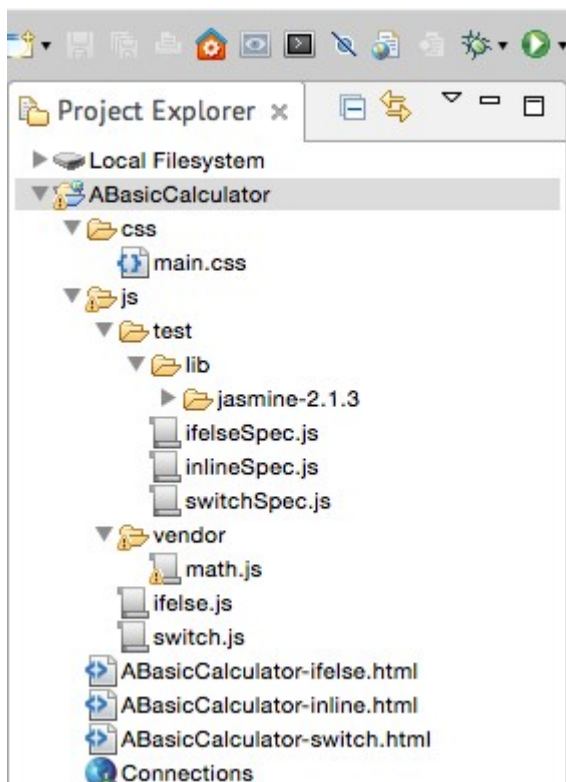 Project Explorer
Local Filesystem
ABasicCalculator
css
main.css
js
test
lib
jasmine-2.1.3
ifelseSpec.js
inlineSpec.js
switchSpec.js
vendor
math.js
ifelse.js
switch.js
ABasicCalculator-ifelse.html
ABasicCalculator-inline.html
ABasicCalculator-switch.html
Connections